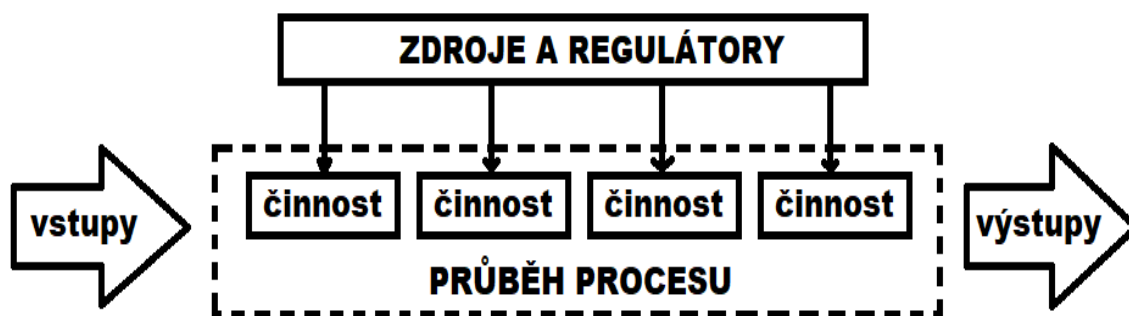 ZDROJE A REGULÁTORY
vstupy
činnost
činnost
činnost
činnost
výstupy
PRŮBĚH PROCESU